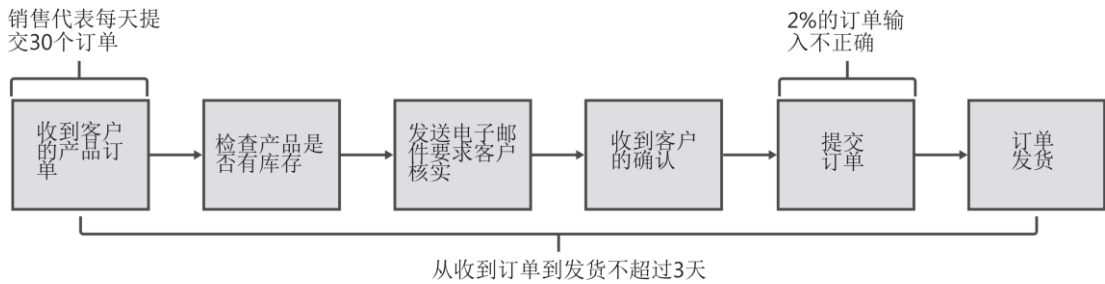 销售代表每天提
交30个订单
2%的订单输
入不正确
收到客户
的产品订
单
检查产品是
否有库存
发送电子邮
件要求客户
核实
收到客户
的确认
提交
订单
订单
发货
从收到订单到发货不超过3天